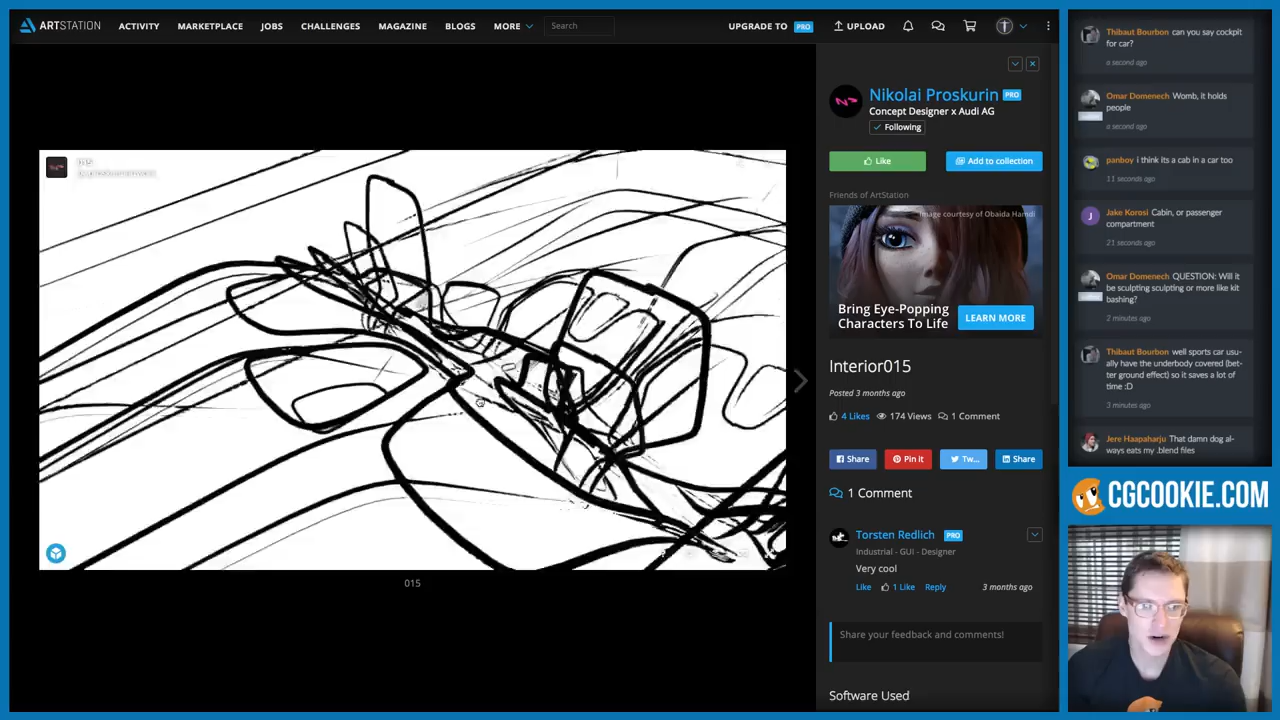 ARTSTATION
ACTIVITY
MARKETPLACE
JOBS
CHALLENGES
MAGAZINE
BLOGS
MORE
Search
UPGRADE TO PRO
UPLOAD
015
Nikolai Proskurin PRO
Concept Designer x Audi AG
Following
Like
Add to collection
Friends of ArtStation
Image courtesy of Obaida Hamdi
Bring Eye-Popping
Characters To Life
LEARN MORE
Interior015
Posted 3 months ago
4 Likes 174 Views 1 Comment
Share
Pin it
Tw...
Share
1 Comment
Torsten Redlich PRO
Industrial - GUI - Designer
Very cool
Like 1 Like Reply 3 months ago
Share your feedback and comments!
Software Used
015
Thibaut Bourbon can you say cockpit
for car?
a second ago
Omar Domenech Womb, it holds
people
a second ago
panboy i think its a cab in a car too
11 seconds ago
Jake Korosi Cabin, or passenger
compartment
21 seconds ago
Omar Domenech QUESTION: Will it
be sculpting sculpting or more like kit
bashing?
2 minutes ago
Thibaut Bourbon well sports car usu-
ally have the underbody covered (bet-
ter ground effect) so it saves a lot of
time :D
3 minutes ago
Jere Haapaharju That damn dog al-
ways eats my .blend files
CGCOOKIE.COM